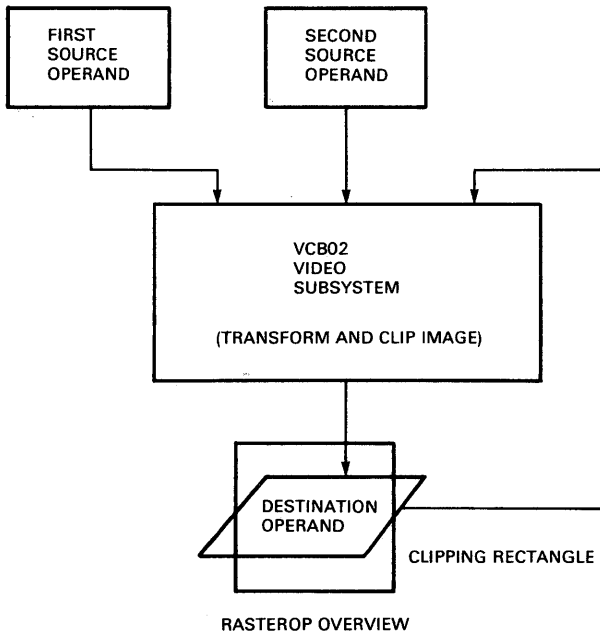 FIRST
SOURCE
OPERAND
SECOND
SOURCE
OPERAND
VCB02
VIDEO
SUBSYSTEM
(TRANSFORM AND CLIP IMAGE)
DESTINATION
OPERAND
CLIPPING RECTANGLE
RASTEROP OVERVIEW